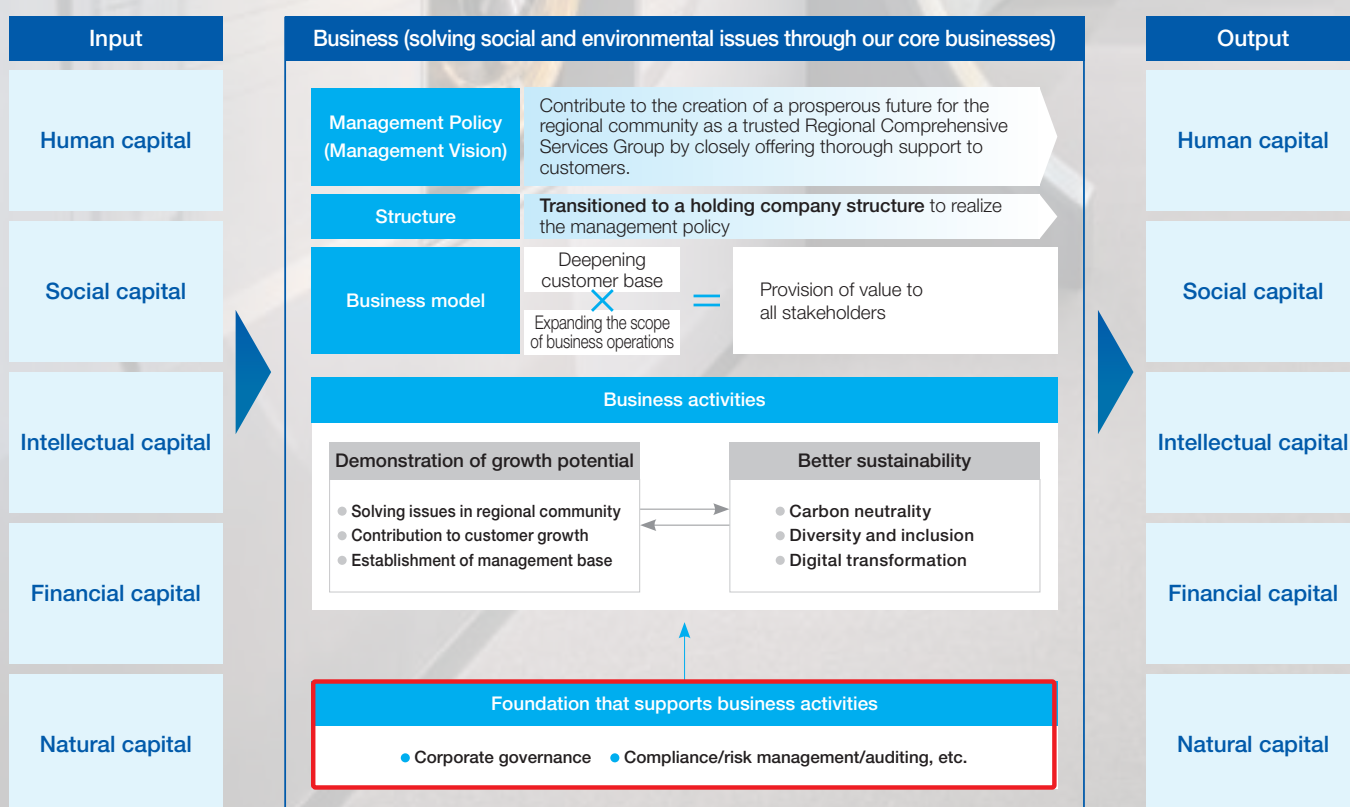 Input
Human capital
Social capital
Intellectual capital
Financial capital
Natural capital
Business (solving social and environmental issues through our core businesses)
Management Policy
(Management Vision)
Contribute to the creation of a prosperous future for the
regional community as a trusted Regional Comprehensive
Services Group by closely offering thorough support to
customers.
Structure
Transitioned to a holding company structure to realize
the management policy
Business model
Deepening
customer base
×
Expanding the scope
of business operations
=
Provision of value to
all stakeholders
Business activities
Demonstration of growth potential
● Solving issues in regional community
● Contribution to customer growth
● Establishment of management base
Better sustainability
● Carbon neutrality
● Diversity and inclusion
● Digital transformation
Foundation that supports business activities
● Corporate governance ● Compliance/risk management/auditing, etc.
Output
Human capital
Social capital
Intellectual capital
Financial capital
Natural capital